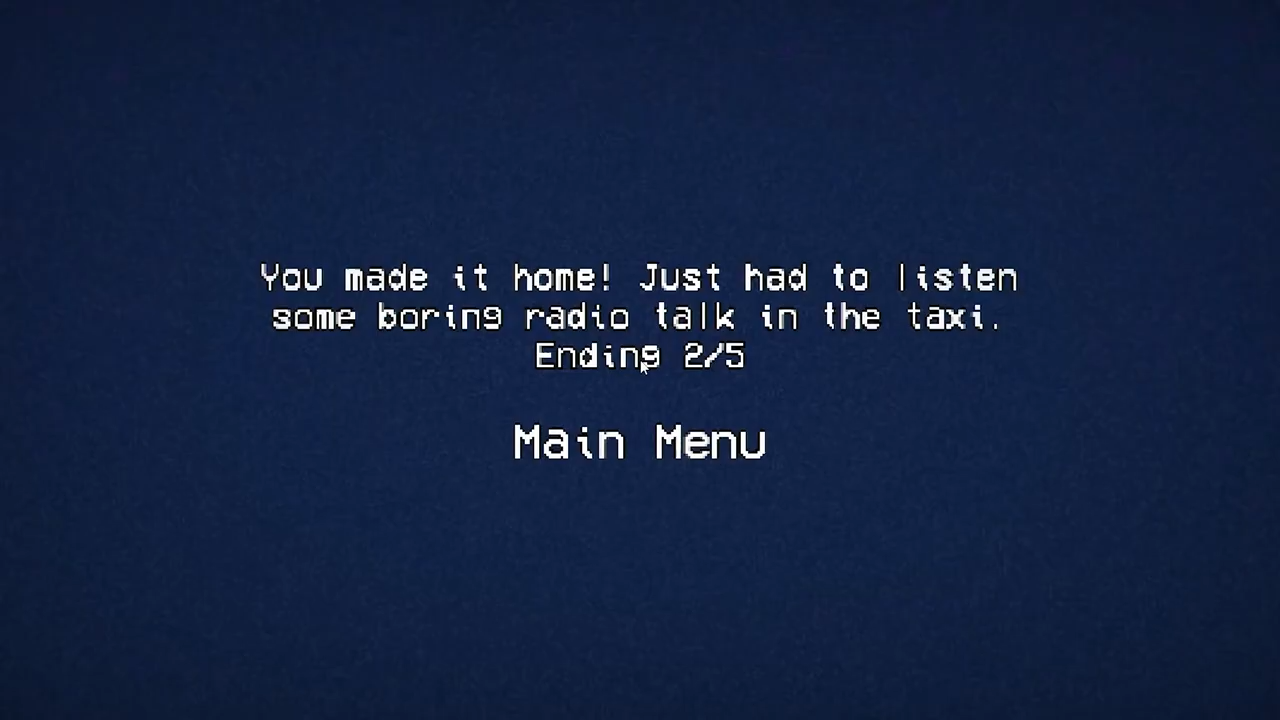 You made it home! Just had to listen
some boring radio talk in the taxi.
Ending 2/5
Main Menu